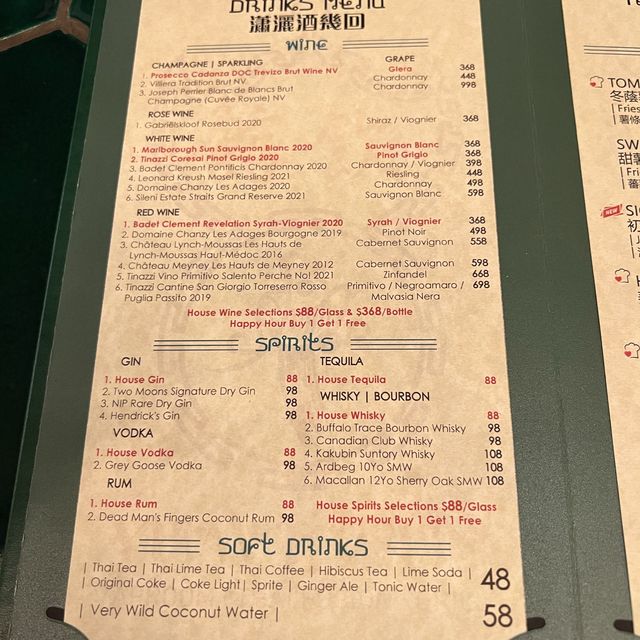 DRINKS MENU
瀟灑酒幾回
WINE
CHAMPAGNE | SPARKLING GRAPE
1. Prosecco Cadanza DOC Trevizo Brut Wine NV Glera 368
2. Villiera Tradition Brut NV Chardonnay 448
3. Joseph Perrier Blanc de Blancs Brut Chardonnay 998
Champagne (Cuvée Royale) NV
ROSE WINE
1. Gabriëlskloof Rosebud 2020 Shiraz / Viognier 368
WHITE WINE
1. Marlborough Sun Sauvignon Blanc 2020 Sauvignon Blanc 368
2. Tinazzi Coresai Pinot Grigio 2020 Pinot Grigio 368
3. Badet Clement Pontificis Chardonnay 2020 Chardonnay / Viognier 398
4. Leonard Kreush Mosel Riesling 2021 Riesling 448
5. Domaine Chanzy Les Adages 2020 Chardonnay 498
6. Sileni Estate Straits Grand Reserve 2021 Sauvignon Blanc 598
RED WINE
1. Badet Clement Revelation Syrah-Viognier 2020 Syrah / Viognier 368
2. Domaine Chanzy Les Adages Bourgogne 2019 Pinot Noir 498
3. Château Lynch-Moussas Les Hauts de Cabernet Sauvignon 558
Lynch-Moussas Haut-Médoc 2016
4. Château Meyney Les Hauts de Meyney 2012 Cabernet Sauvignon 598
5. Tinazzi Vino Primitivo Salento Perche No! 2021 Zinfandel 668
6. Tinazzi Cantine San Giorgio Torreserro Rosso Primitivo / Negroamaro / 698
Puglia Passito 2019 Malvasia Nera
House Wine Selections $88/Glass & $368/Bottle
Happy Hour Buy 1 Get 1 Free
SPIRITS
GIN
1. House Gin 88
2. Two Moons Signature Dry Gin 98
3. NIP Rare Dry Gin 98
4. Hendrick's Gin 98
VODKA
1. House Vodka 88
2. Grey Goose Vodka 98
RUM
1. House Rum 88
2. Dead Man's Fingers Coconut Rum 98
TEQUILA
1. House Tequila 88
WHISKY | BOURBON
1. House Whisky 88
2. Buffalo Trace Bourbon Whisky 98
3. Canadian Club Whisky 98
4. Kakubin Suntory Whisky 108
5. Ardbeg 10Yo SMW 108
6. Macallan 12Yo Sherry Oak SMW 108
House Spirits Selections $88/Glass
Happy Hour Buy 1 Get 1 Free
SOFT DRINKS
| Thai Tea | Thai Lime Tea | Thai Coffee | Hibiscus Tea | Lime Soda |
| Original Coke | Coke Light | Sprite | Ginger Ale | Tonic Water | 48
| Very Wild Coconut Water | 58
TOM
冬蔭
| Fries
| 薯條
SW
甜薯
| Fri
| 蕃
NEW
初